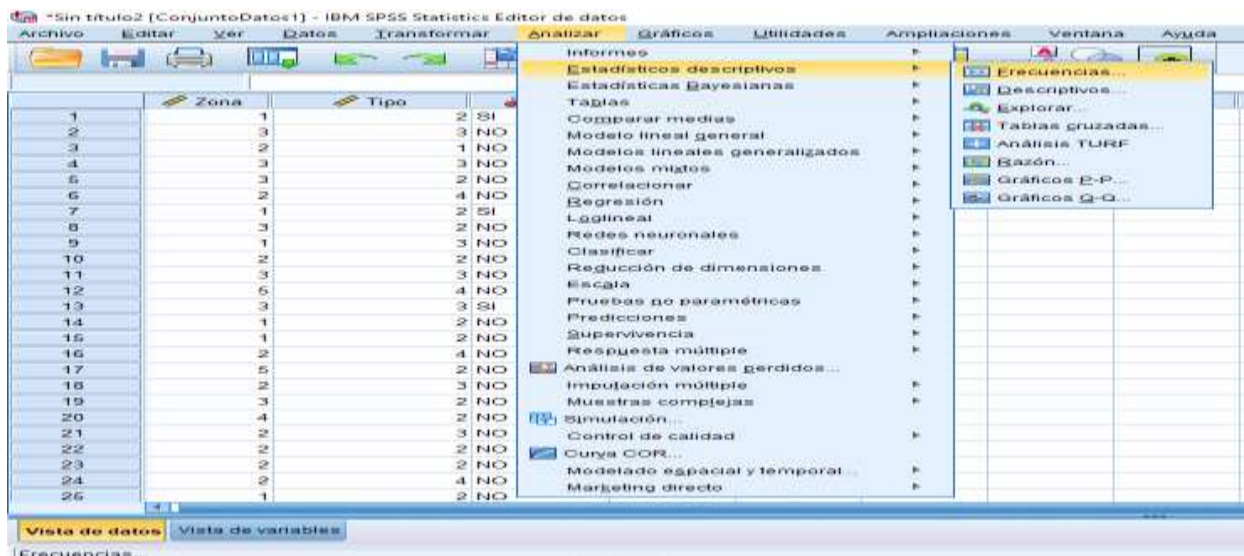 *Sin título2 [ConjuntoDatos1] - IBM SPSS Statistics Editor de datos
Archivo Editar Ver Datos Transformar Analizar Gráficos Utilidades Ampliaciones Ventana Ayuda
Informes
Estadísticos descriptivos
Estadísticas Bayesianas
Tablas
Comparar medias
Modelo lineal general
Modelos lineales generalizados
Modelos mixtos
Correlacionar
Regresión
Loglineal
Redes neuronales
Clasificar
Reducción de dimensiones
Escala
Pruebas no paramétricas
Predicciones
Supervivencia
Respuesta múltiple
Análisis de valores perdidos...
Imputación múltiple
Muestras complejas
Simulación...
Control de calidad
Curva COR...
Modelado espacial y temporal...
Marketing directo
Frecuencias...
Descriptivos...
Explorar...
Tablas cruzadas...
Análisis TURF
Razón...
Gráficos P-P...
Gráficos Q-Q...
Zona Tipo
1 1 2 SI
2 3 3 NO
3 2 1 NO
4 3 3 NO
5 3 2 NO
6 2 4 NO
7 1 2 SI
8 3 2 NO
9 1 3 NO
10 2 2 NO
11 3 3 NO
12 5 4 NO
13 3 3 SI
14 1 2 NO
15 1 2 NO
16 2 4 NO
17 5 2 NO
18 2 3 NO
19 3 2 NO
20 4 2 NO
21 2 3 NO
22 2 2 NO
23 2 2 NO
24 2 4 NO
25 1 2 NO
Vista de datos Vista de variables
Frecuencias...